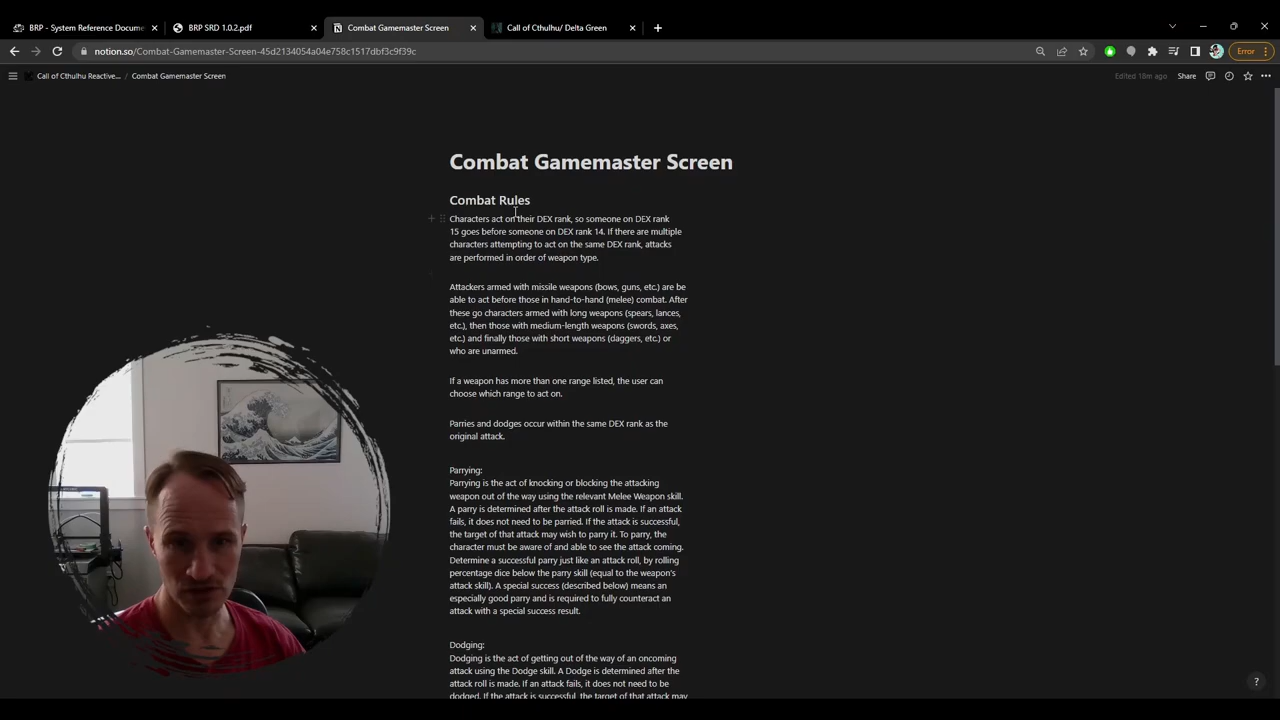 BRP - System Reference Docume
BRP SRD 1.0.2.pdf
Combat Gamemaster Screen
Call of Cthulhu/ Delta Green
notion.so/Combat-Gamemaster-Screen-45d2134054a04e758c1517dbf3c9f39c
Error
Call of Cthulhu Reactive... / Combat Gamemaster Screen
Edited 18m ago
Share
Combat Gamemaster Screen
Combat Rules
Characters act on their DEX rank, so someone on DEX rank
15 goes before someone on DEX rank 14. If there are multiple
characters attempting to act on the same DEX rank, attacks
are performed in order of weapon type.
Attackers armed with missile weapons (bows, guns, etc.) are be
able to act before those in hand-to-hand (melee) combat. After
these go characters armed with long weapons (spears, lances,
etc.), then those with medium-length weapons (swords, axes,
etc.) and finally those with short weapons (daggers, etc.) or
who are unarmed.
If a weapon has more than one range listed, the user can
choose which range to act on.
Parries and dodges occur within the same DEX rank as the
original attack.
Parrying:
Parrying is the act of knocking or blocking the attacking
weapon out of the way using the relevant Melee Weapon skill.
A parry is determined after the attack roll is made. If an attack
fails, it does not need to be parried. If the attack is successful,
the target of that attack may wish to parry it. To parry, the
character must be aware of and able to see the attack coming.
Determine a successful parry just like an attack roll, by rolling
percentage dice below the parry skill (equal to the weapon's
attack skill). A special success (described below) means an
especially good parry and is required to fully counteract an
attack with a special success result.
Dodging:
Dodging is the act of getting out of the way of an oncoming
attack using the Dodge skill. A Dodge is determined after the
attack roll is made. If an attack fails, it does not need to be
dodged. If the attack is successful, the target of that attack may
?